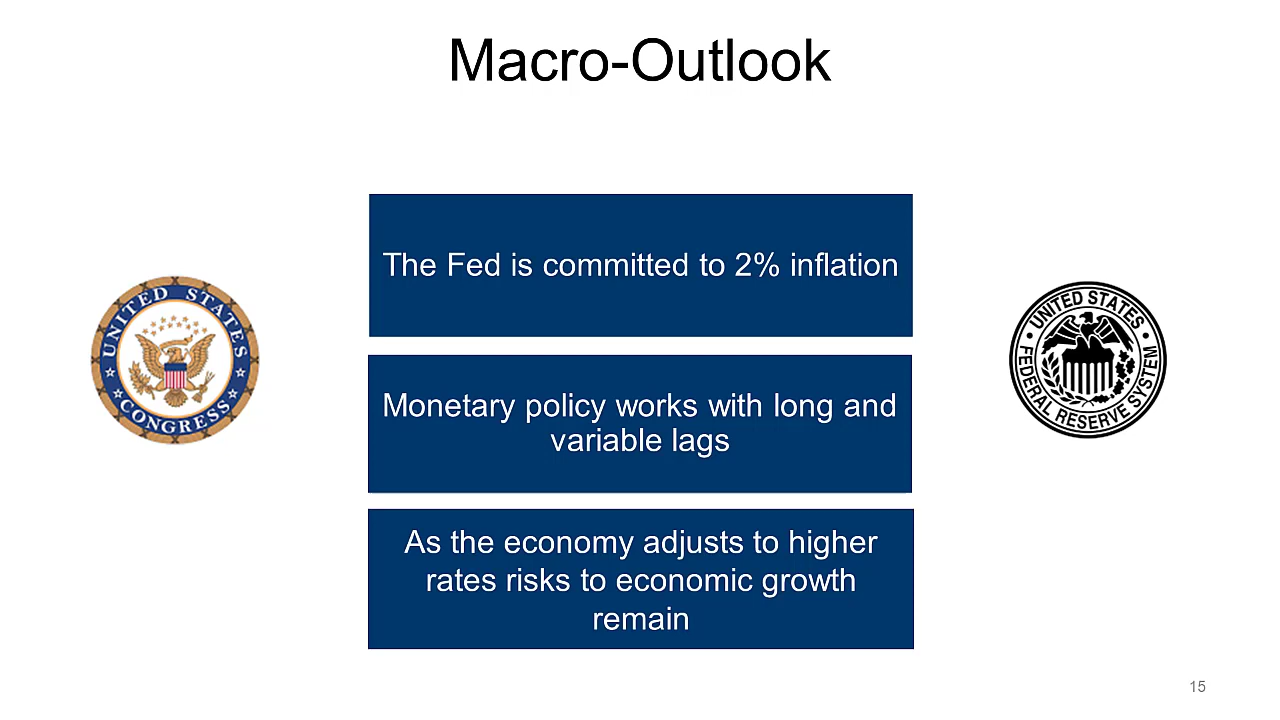 Macro-Outlook
The Fed is committed to 2% inflation
UNITED STATES
CONGRESS
UNITED STATES
FEDERAL RESERVE SYSTEM
Monetary policy works with long and
variable lags
As the economy adjusts to higher
rates risks to economic growth
remain
15